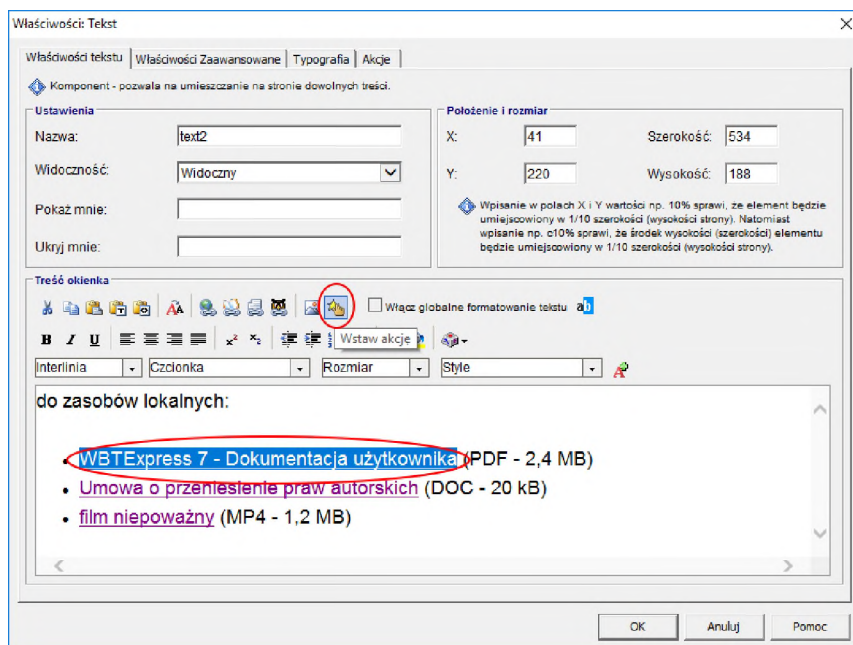 Właściwości: Tekst
Właściwości tekstu Właściwości Zaawansowane Typografia Akcje
Komponent - pozwala na umieszczanie na stronie dowolnych treści.
Ustawienia
Nazwa: text2
Widoczność: Widoczny
Pokaż mnie:
Ukryj mnie:
Położenie i rozmiar
X: 41 Szerokość: 534
Y: 220 Wysokość: 188
Wpisanie w polach X i Y wartości np. 10% sprawi, że element będzie
umiejscowiony w 1/10 szerokości (wysokości strony). Natomiast
wpisanie np. c10% sprawi, że środek wysokości (szerokości) elementu
będzie umiejscowiony w 1/10 szerokości (wysokości strony).
Treść okienka
Włącz globalne formatowanie tekstu ab
B I U x² x₂
Wstaw akcję
Interlinia Czcionka Rozmiar Style
do zasobów lokalnych:
• WBTExpress 7 - Dokumentacja użytkownika (PDF - 2,4 MB)
• Umowa o przeniesienie praw autorskich (DOC - 20 kB)
• film niepoważny (MP4 - 1,2 MB)
OK Anuluj Pomoc